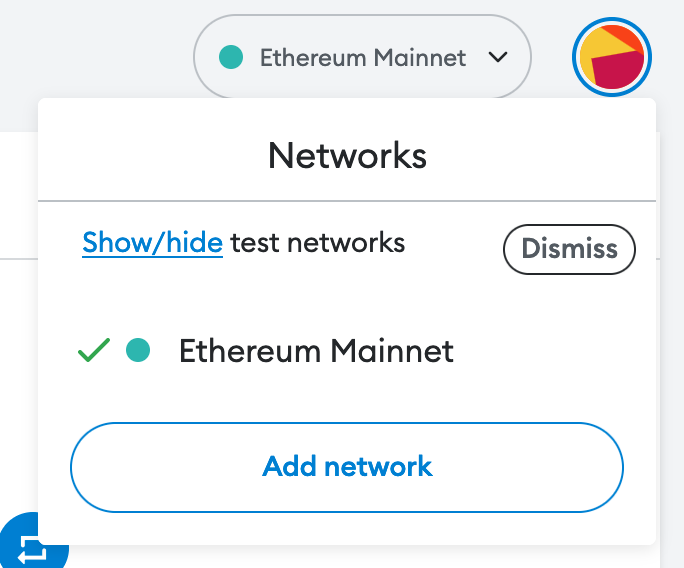 Ethereum Mainnet
Networks
Show/hide test networks
Dismiss
Ethereum Mainnet
Add network